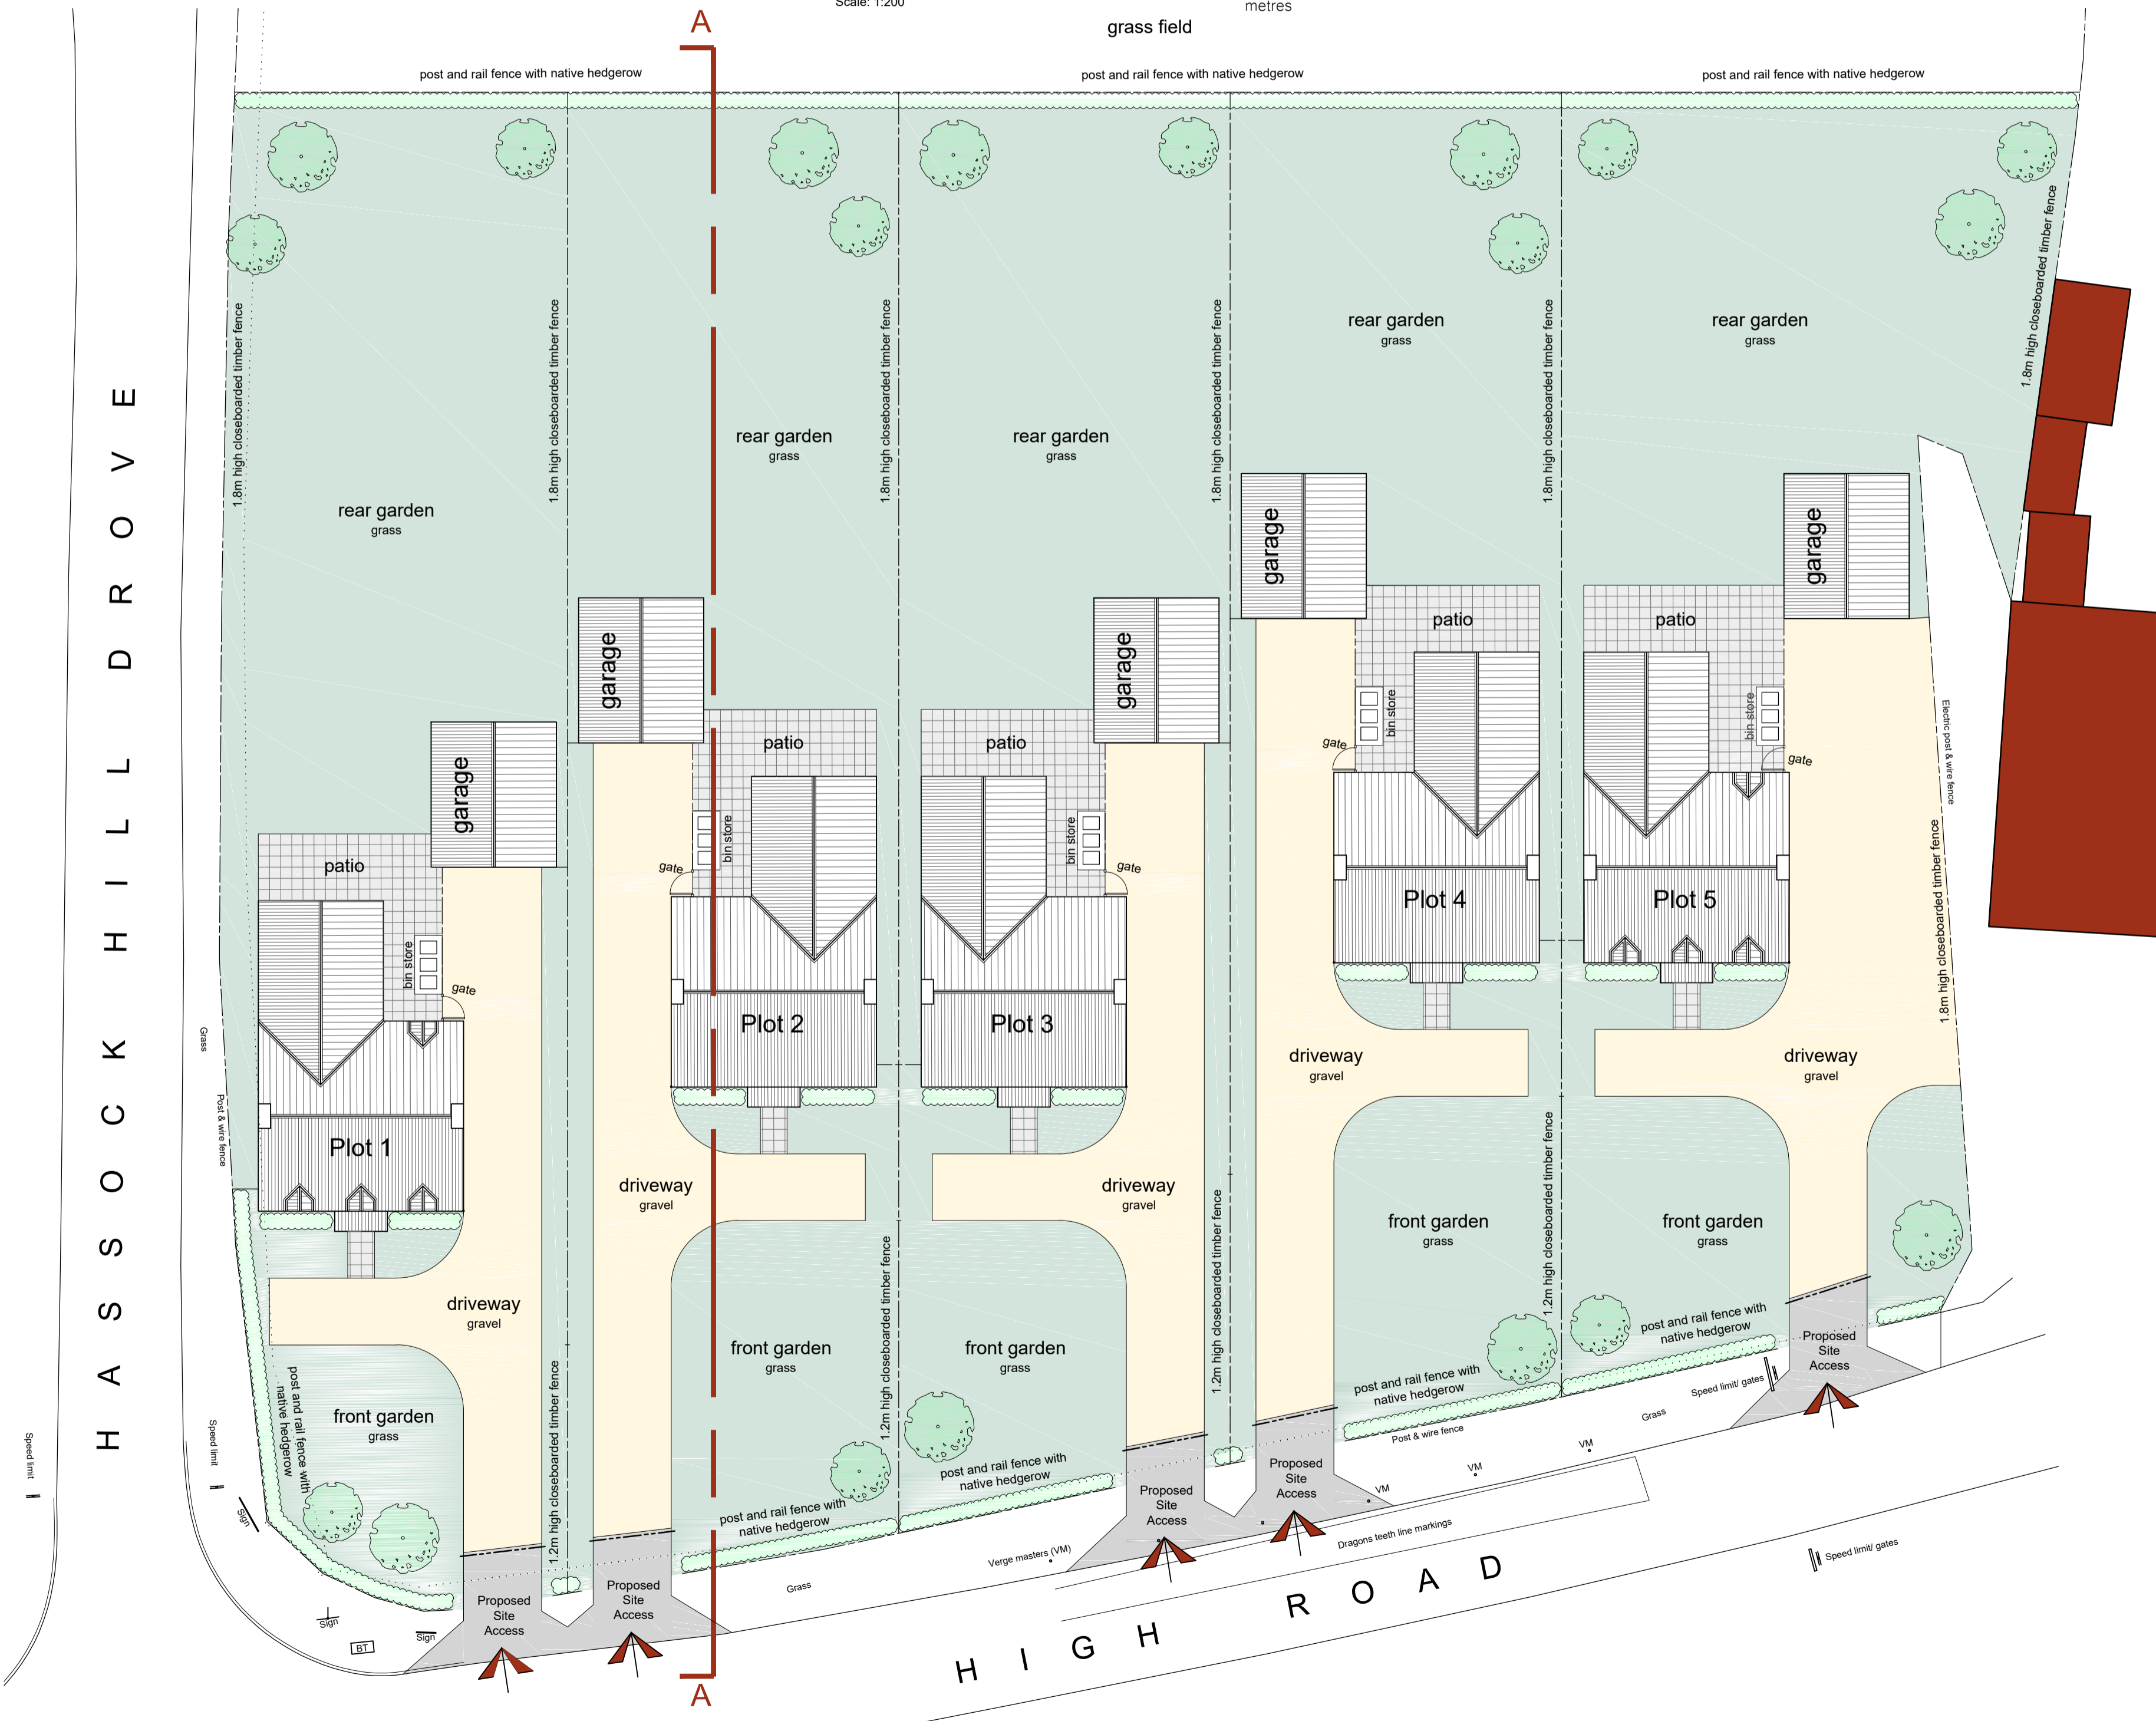 Scale: 1:200
metres
grass field
A
post and rail fence with native hedgerow
post and rail fence with native hedgerow
post and rail fence with native hedgerow
1.8m high closeboarded timber fence
1.8m high closeboarded timber fence
1.8m high closeboarded timber fence
1.8m high closeboarded timber fence
1.8m high closeboarded timber fence
1.8m high closeboarded timber fence
rear garden
grass
rear garden
grass
rear garden
grass
rear garden
grass
rear garden
grass
HASSOCK HILL DROVE
garage
garage
garage
garage
garage
patio
patio
patio
patio
patio
bin store
bin store
bin store
bin store
bin store
gate
gate
gate
gate
gate
Electric post & wire fence
1.8m high closeboarded timber fence
Plot 1
Plot 2
Plot 3
Plot 4
Plot 5
Grass
Post & wire fence
driveway
gravel
driveway
gravel
driveway
gravel
driveway
gravel
driveway
gravel
front garden
grass
front garden
grass
front garden
grass
front garden
grass
front garden
grass
1.2m high closeboarded timber fence
1.2m high closeboarded timber fence
1.2m high closeboarded timber fence
1.2m high closeboarded timber fence
post and rail fence with
native hedgerow
post and rail fence with
native hedgerow
post and rail fence with
native hedgerow
post and rail fence with
native hedgerow
post and rail fence with
native hedgerow
Speed limit
Speed limit
Sign
Sign
Sign
BT
Proposed
Site
Access
Proposed
Site
Access
Proposed
Site
Access
Proposed
Site
Access
Proposed
Site
Access
Grass
Verge masters (VM)
VM
VM
VM
Post & wire fence
Grass
Speed limit/ gates
Dragons teeth line markings
Speed limit/ gates
HIGH ROAD
A